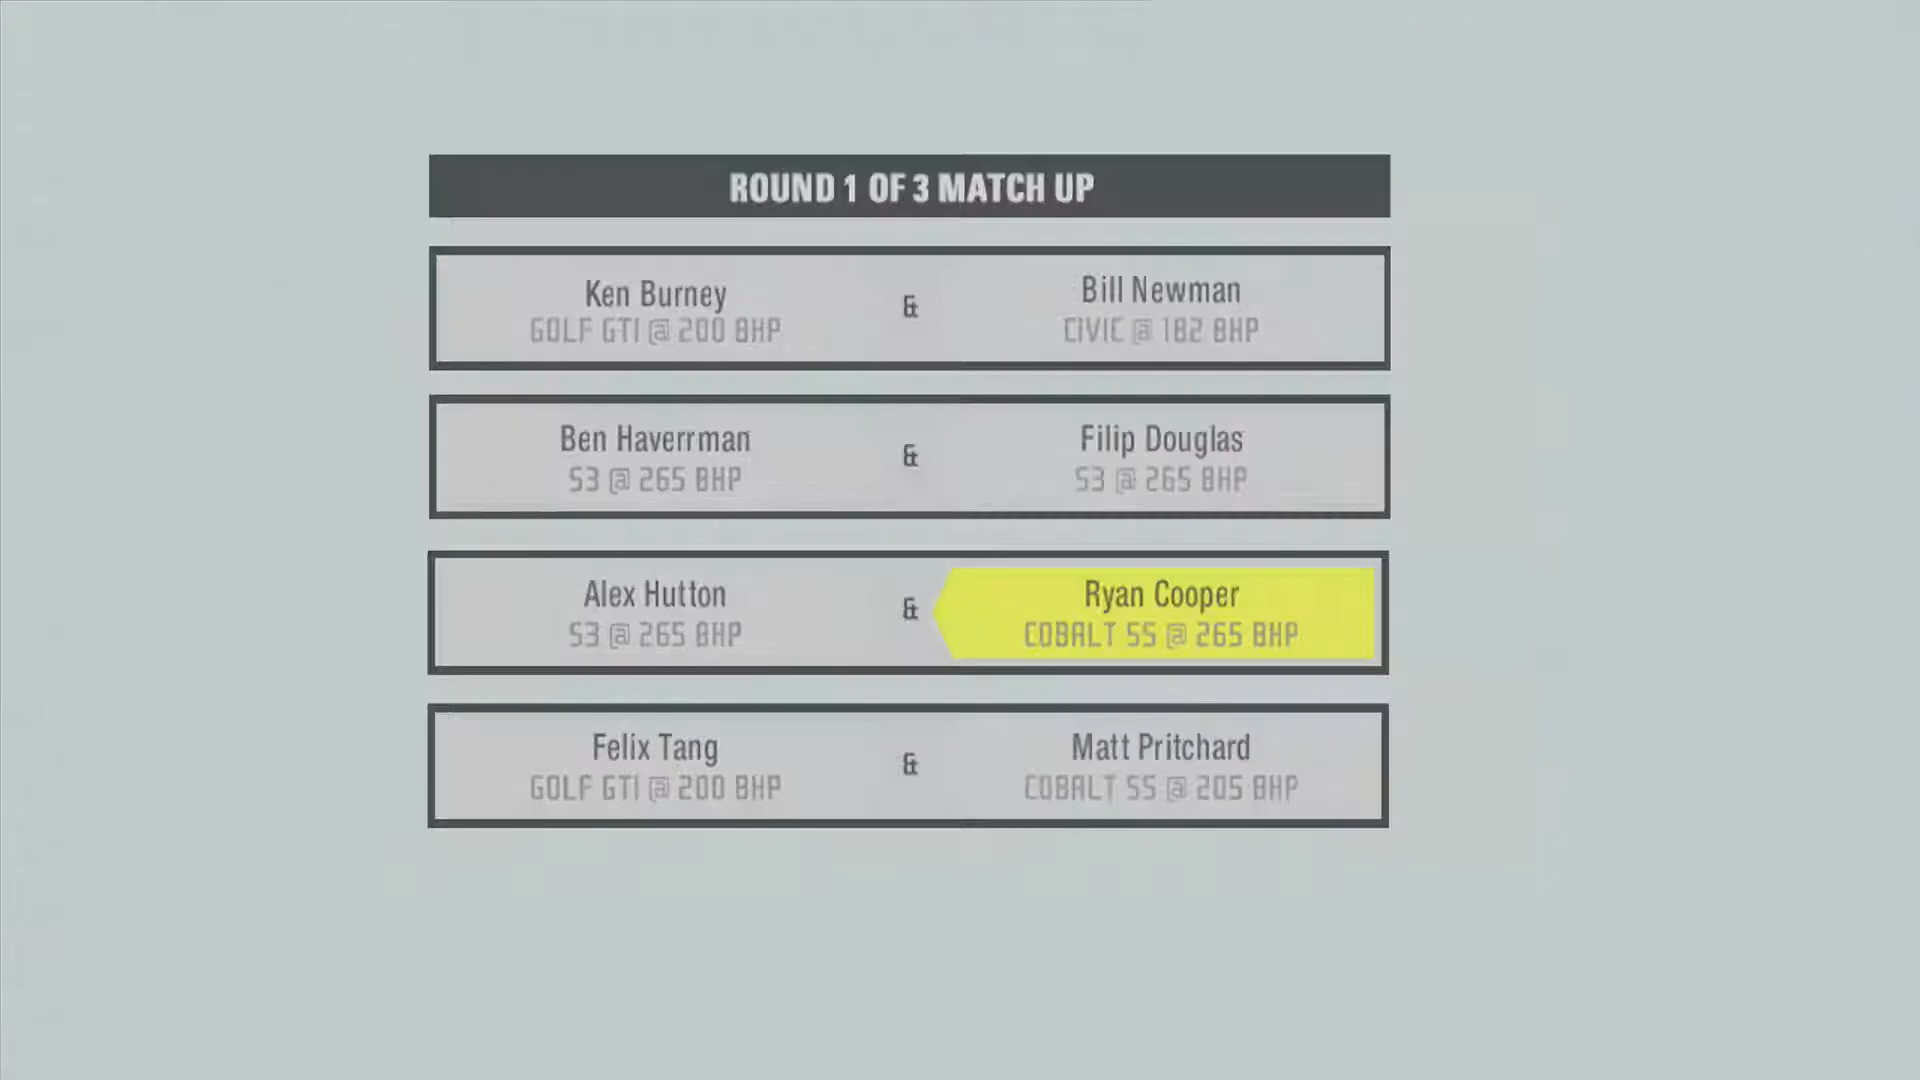 ROUND 1 OF 3 MATCH UP
Ken Burney & Bill Newman
GOLF GTI @ 200 BHP CIVIC @ 182 BHP
Ben Haverrman & Filip Douglas
S3 @ 265 BHP S3 @ 265 BHP
Alex Hutton & Ryan Cooper
S3 @ 265 BHP COBALT SS @ 265 BHP
Felix Tang & Matt Pritchard
GOLF GTI @ 200 BHP COBALT SS @ 205 BHP